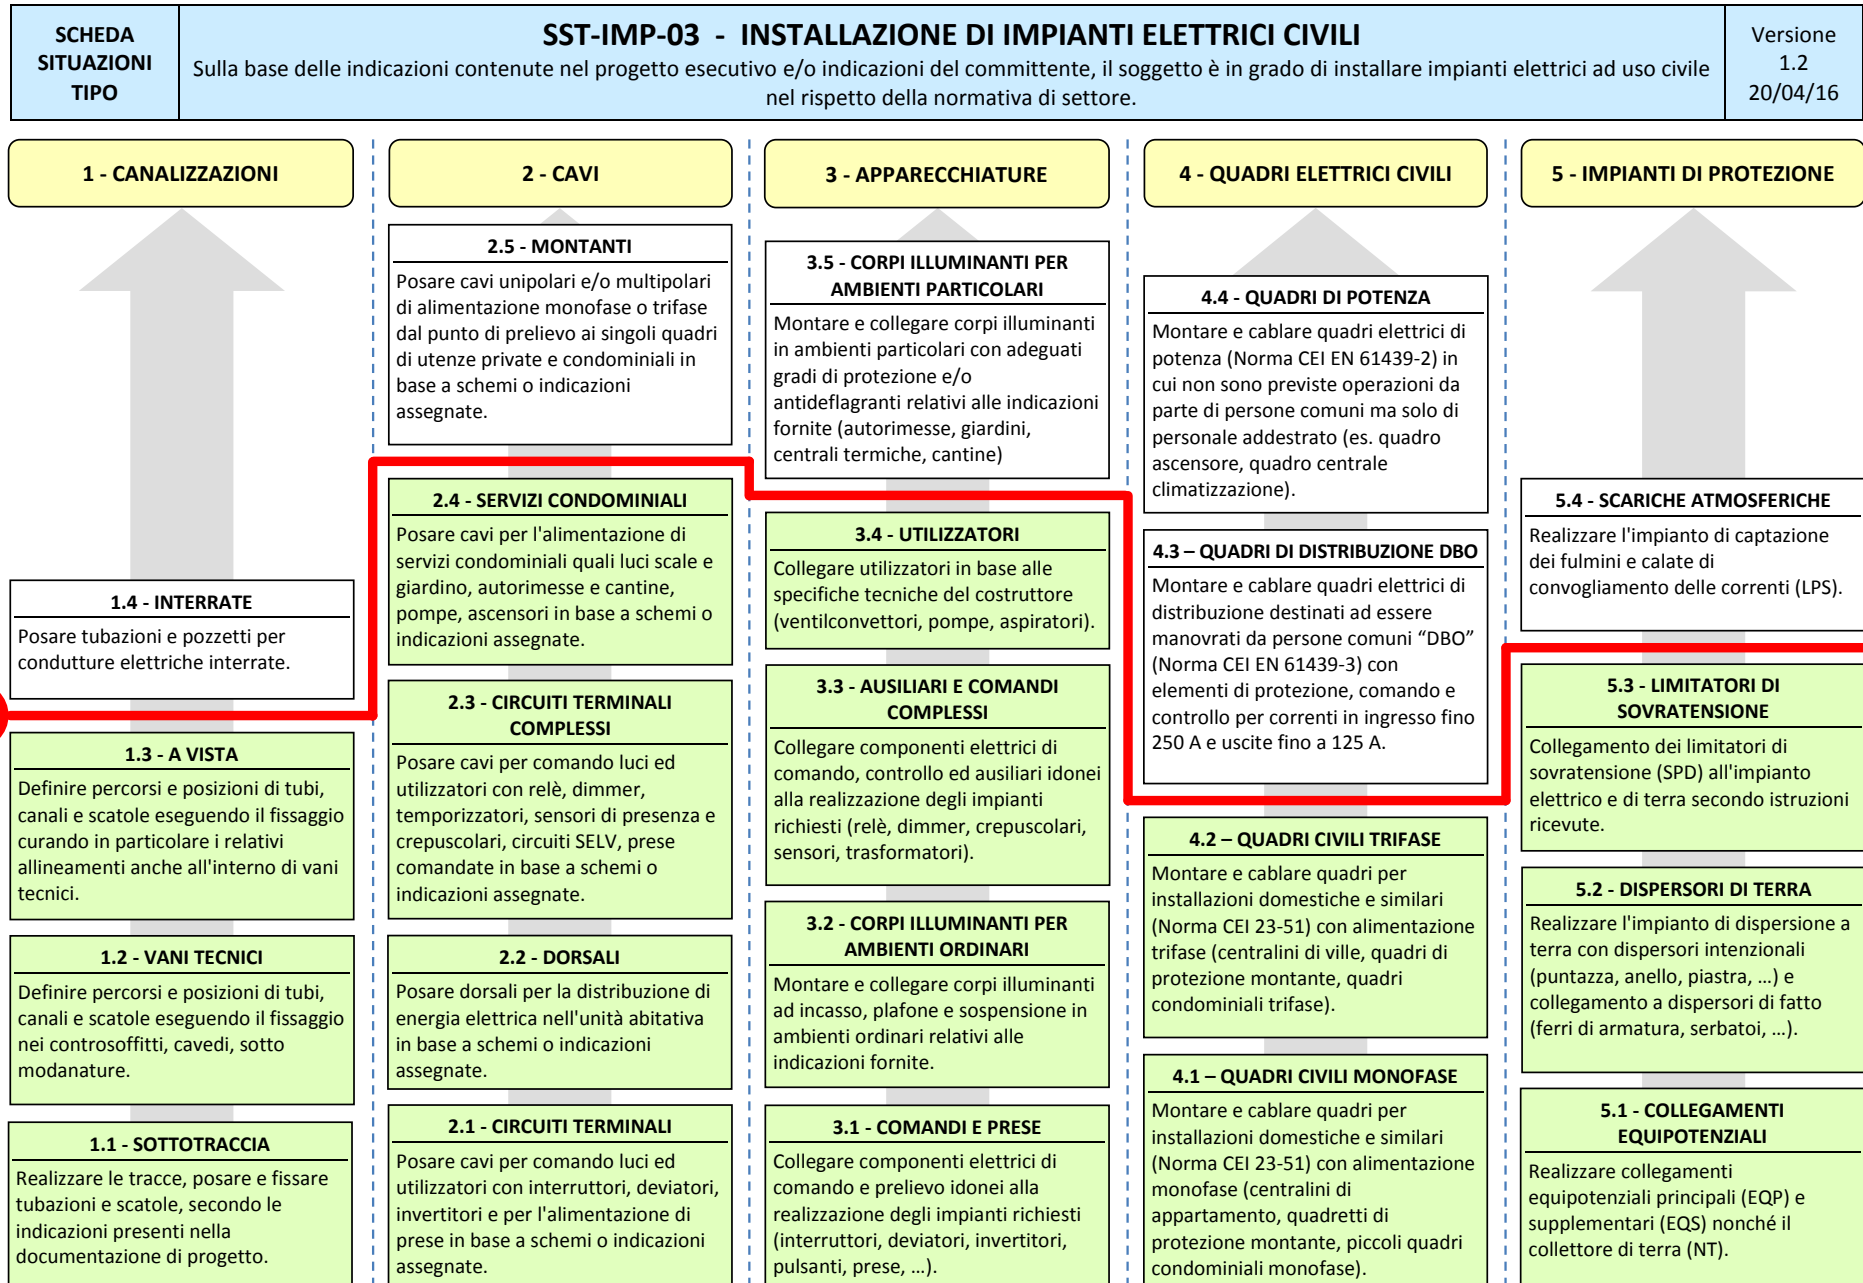 SCHEDA
SITUAZIONI
TIPO
SST-IMP-03 - INSTALLAZIONE DI IMPIANTI ELETTRICI CIVILI
Sulla base delle indicazioni contenute nel progetto esecutivo e/o indicazioni del committente, il soggetto è in grado di installare impianti elettrici ad uso civile
nel rispetto della normativa di settore.
Versione
1.2
20/04/16
1 - CANALIZZAZIONI
1.4 - INTERRATE
Posare tubazioni e pozzetti per
condutture elettriche interrate.
1.3 - A VISTA
Definire percorsi e posizioni di tubi,
canali e scatole eseguendo il fissaggio
curando in particolare i relativi
allineamenti anche all'interno di vani
tecnici.
1.2 - VANI TECNICI
Definire percorsi e posizioni di tubi,
canali e scatole eseguendo il fissaggio
nei controsoffitti, cavedi, sotto
modanature.
1.1 - SOTTOTRACCIA
Realizzare le tracce, posare e fissare
tubazioni e scatole, secondo le
indicazioni presenti nella
documentazione di progetto.
2 - CAVI
2.5 - MONTANTI
Posare cavi unipolari e/o multipolari
di alimentazione monofase o trifase
dal punto di prelievo ai singoli quadri
di utenze private e condominiali in
base a schemi o indicazioni
assegnate.
2.4 - SERVIZI CONDOMINIALI
Posare cavi per l'alimentazione di
servizi condominiali quali luci scale e
giardino, autorimesse e cantine,
pompe, ascensori in base a schemi o
indicazioni assegnate.
2.3 - CIRCUITI TERMINALI
COMPLESSI
Posare cavi per comando luci ed
utilizzatori con relè, dimmer,
temporizzatori, sensori di presenza e
crepuscolari, circuiti SELV, prese
comandate in base a schemi o
indicazioni assegnate.
2.2 - DORSALI
Posare dorsali per la distribuzione di
energia elettrica nell'unità abitativa
in base a schemi o indicazioni
assegnate.
2.1 - CIRCUITI TERMINALI
Posare cavi per comando luci ed
utilizzatori con interruttori, deviatori,
invertitori e per l'alimentazione di
prese in base a schemi o indicazioni
assegnate.
3 - APPARECCHIATURE
3.5 - CORPI ILLUMINANTI PER
AMBIENTI PARTICOLARI
Montare e collegare corpi illuminanti
in ambienti particolari con adeguati
gradi di protezione e/o
antideflagranti relativi alle indicazioni
fornite (autorimesse, giardini,
centrali termiche, cantine)
3.4 - UTILIZZATORI
Collegare utilizzatori in base alle
specifiche tecniche del costruttore
(ventilconvettori, pompe, aspiratori).
3.3 - AUSILIARI E COMANDI
COMPLESSI
Collegare componenti elettrici di
comando, controllo ed ausiliari idonei
alla realizzazione degli impianti
richiesti (relè, dimmer, crepuscolari,
sensori, trasformatori).
3.2 - CORPI ILLUMINANTI PER
AMBIENTI ORDINARI
Montare e collegare corpi illuminanti
ad incasso, plafone e sospensione in
ambienti ordinari relativi alle
indicazioni fornite.
3.1 - COMANDI E PRESE
Collegare componenti elettrici di
comando e prelievo idonei alla
realizzazione degli impianti richiesti
(interruttori, deviatori, invertitori,
pulsanti, prese, ...).
4 - QUADRI ELETTRICI CIVILI
4.4 - QUADRI DI POTENZA
Montare e cablare quadri elettrici di
potenza (Norma CEI EN 61439-2) in
cui non sono previste operazioni da
parte di persone comuni ma solo di
personale addestrato (es. quadro
ascensore, quadro centrale
climatizzazione).
4.3 – QUADRI DI DISTRIBUZIONE DBO
Montare e cablare quadri elettrici di
distribuzione destinati ad essere
manovrati da persone comuni “DBO”
(Norma CEI EN 61439-3) con
elementi di protezione, comando e
controllo per correnti in ingresso fino
250 A e uscite fino a 125 A.
4.2 – QUADRI CIVILI TRIFASE
Montare e cablare quadri per
installazioni domestiche e similari
(Norma CEI 23-51) con alimentazione
trifase (centralini di ville, quadri di
protezione montante, quadri
condominiali trifase).
4.1 – QUADRI CIVILI MONOFASE
Montare e cablare quadri per
installazioni domestiche e similari
(Norma CEI 23-51) con alimentazione
monofase (centralini di
appartamento, quadretti di
protezione montante, piccoli quadri
condominiali monofase).
5 - IMPIANTI DI PROTEZIONE
5.4 - SCARICHE ATMOSFERICHE
Realizzare l'impianto di captazione
dei fulmini e calate di
convogliamento delle correnti (LPS).
5.3 - LIMITATORI DI
SOVRATENSIONE
Collegamento dei limitatori di
sovratensione (SPD) all'impianto
elettrico e di terra secondo istruzioni
ricevute.
5.2 - DISPERSORI DI TERRA
Realizzare l'impianto di dispersione a
terra con dispersori intenzionali
(puntazza, anello, piastra, ...) e
collegamento a dispersori di fatto
(ferri di armatura, serbatoi, ...).
5.1 - COLLEGAMENTI
EQUIPOTENZIALI
Realizzare collegamenti
equipotenziali principali (EQP) e
supplementari (EQS) nonché il
collettore di terra (NT).